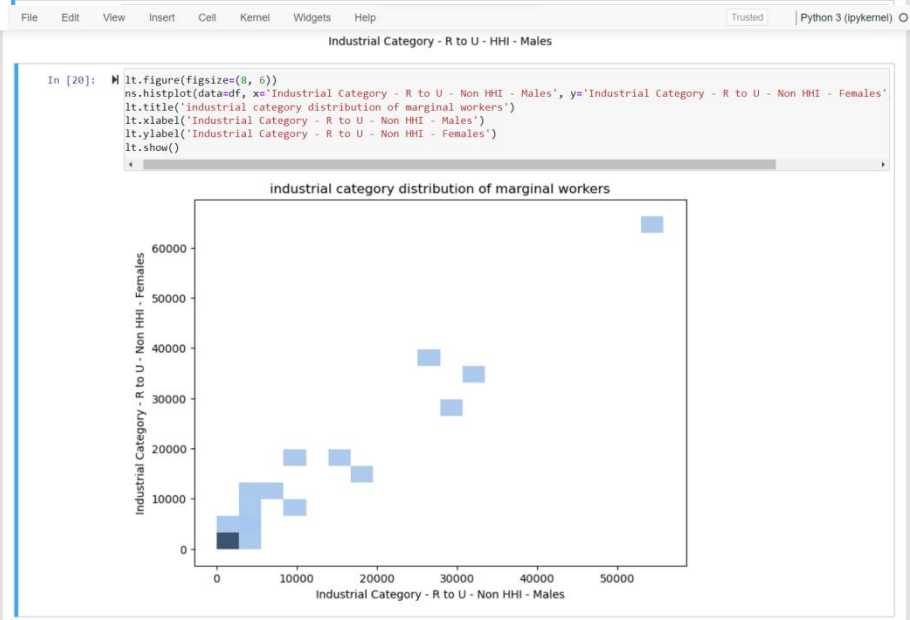 File Edit View Insert Cell Kernel Widgets Help Trusted Python 3 (ipykernel)
Industrial Category - R to U - HHI - Males
In [20]: lt.figure(figsize=(8, 6))
ns.histplot(data=df, x='Industrial Category - R to U - Non HHI - Males', y='Industrial Category - R to U - Non HHI - Females'
lt.title('industrial category distribution of marginal workers')
lt.xlabel('Industrial Category - R to U - Non HHI - Males')
lt.ylabel('Industrial Category - R to U - Non HHI - Females')
lt.show()
industrial category distribution of marginal workers
Industrial Category - R to U - Non HHI - Females
60000
50000
40000
30000
20000
10000
0
0 10000 20000 30000 40000 50000
Industrial Category - R to U - Non HHI - Males